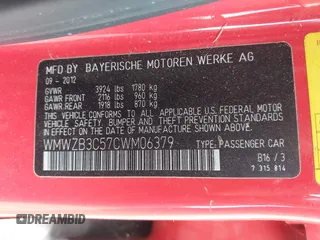 MFD BY BAYERISCHE MOTOREN WERKE AG
09 - 2012
GVWR 3924 lbs 1780 kg
GAWR FRONT 2116 lbs 960 kg
GAWR REAR 1918 lbs 870 kg
THIS VEHICLE CONFORMS TO ALL APPLICABLE
FEDERAL MOTOR VEHICLE SAFETY, BUMPER,
AND THEFT PREVENTION STANDARDS IN EFFECT
ON THE DATE OF MANUFACTURE SHOWN ABOVE.
WMWZB3C57CWM06379 TYPE: PASSENGER CAR
B16 / 3
7 315 814
DREAMBID